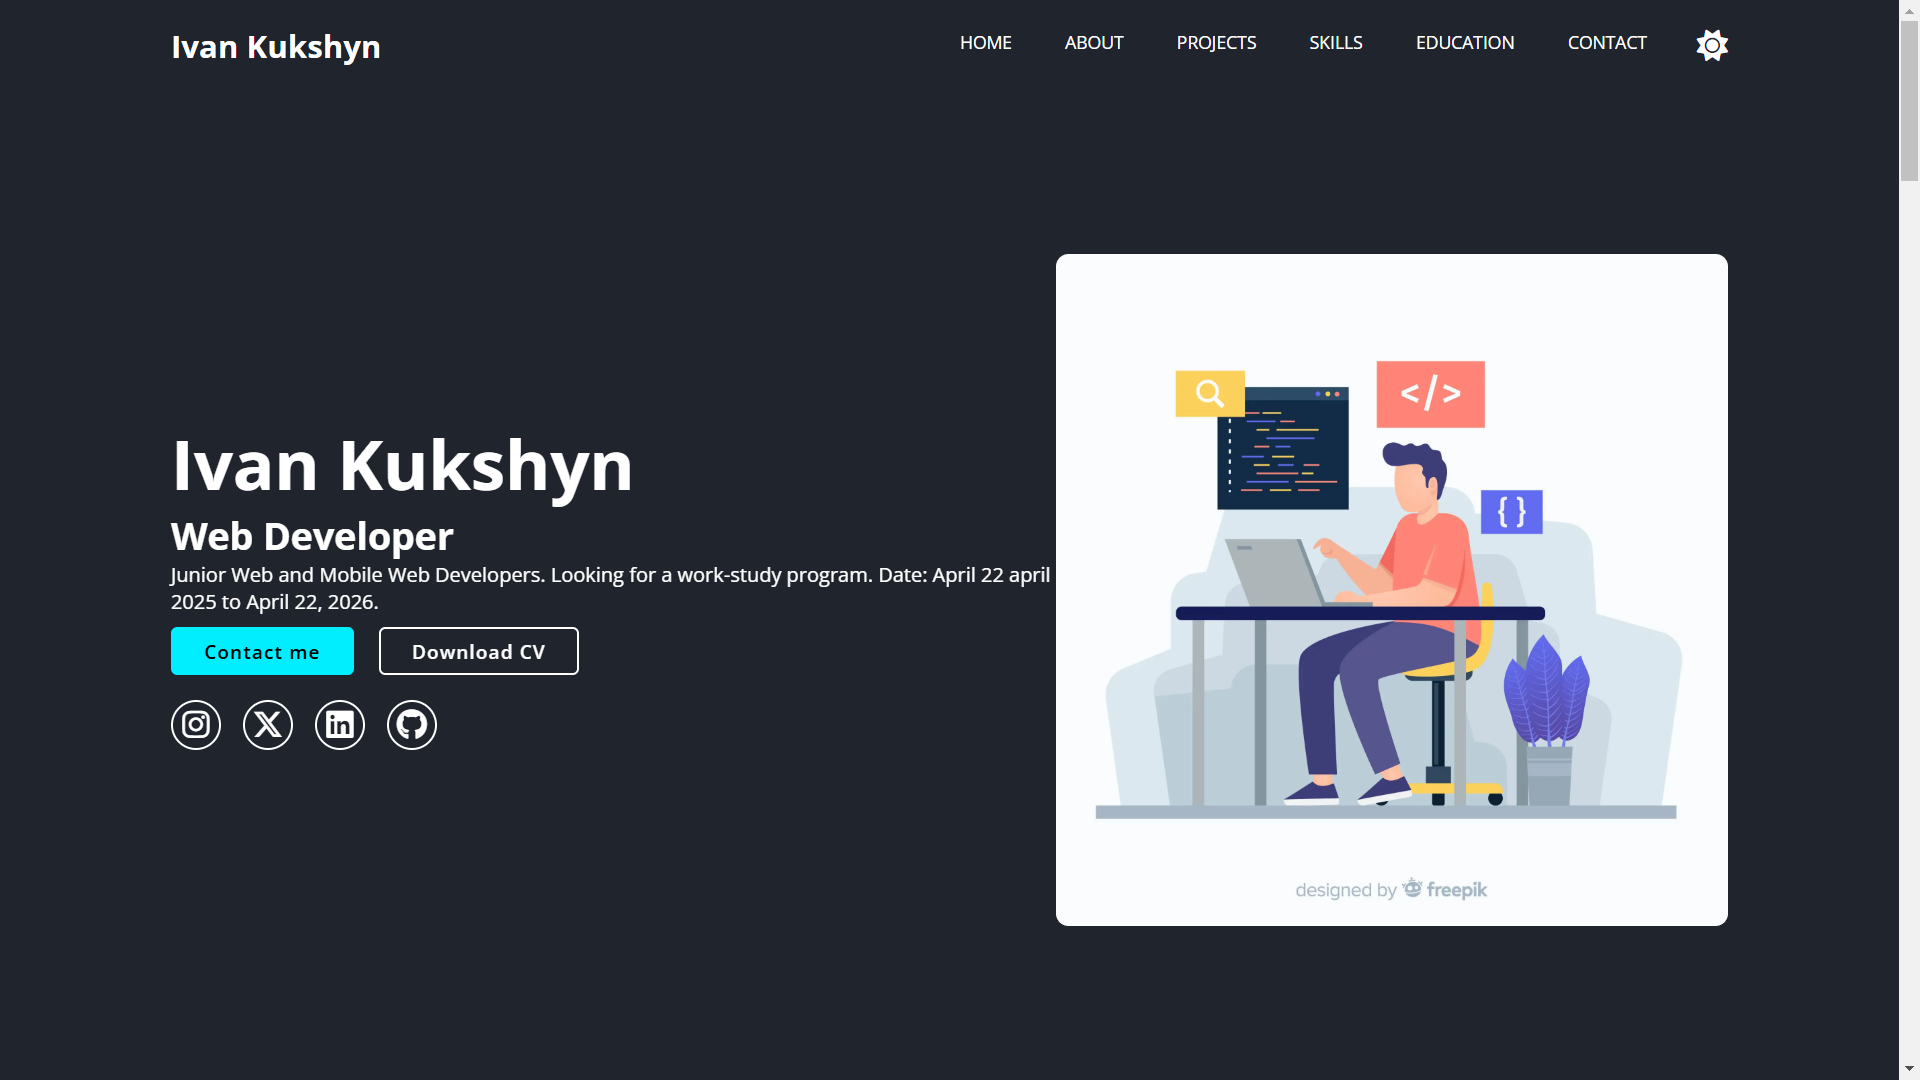 Ivan Kukshyn
HOME ABOUT PROJECTS SKILLS EDUCATION CONTACT
</>
{ }
Ivan Kukshyn
Web Developer
Junior Web and Mobile Web Developers. Looking for a work-study program. Date: April 22 april
2025 to April 22, 2026.
Contact me Download CV
in
designed by freepik